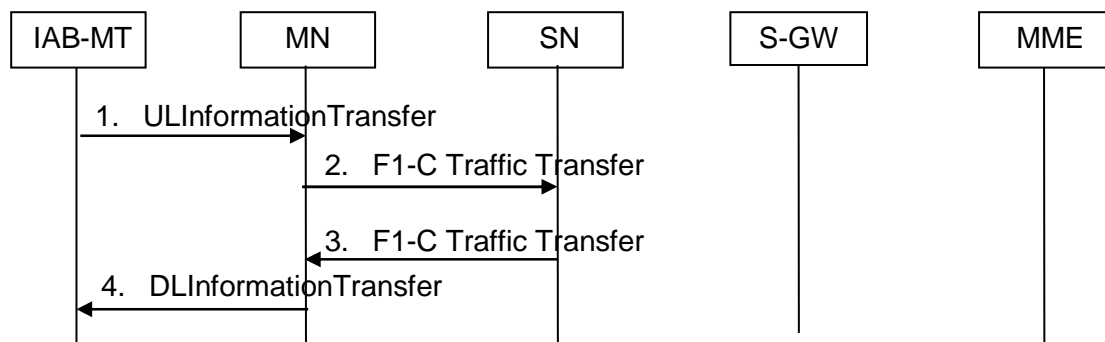 IAB-MT
MN
SN
S-GW
MME
1. ULInformationTransfer
2. F1-C Traffic Transfer
3. F1-C Traffic Transfer
4. DLInformationTransfer